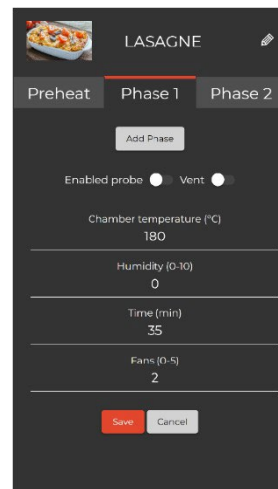 LASAGNE
Preheat Phase 1 Phase 2
Add Phase
Enabled probe Vent
Chamber temperature (°C)
180
Humidity (0-10)
0
Time (min)
35
Fans (0-5)
2
Save Cancel